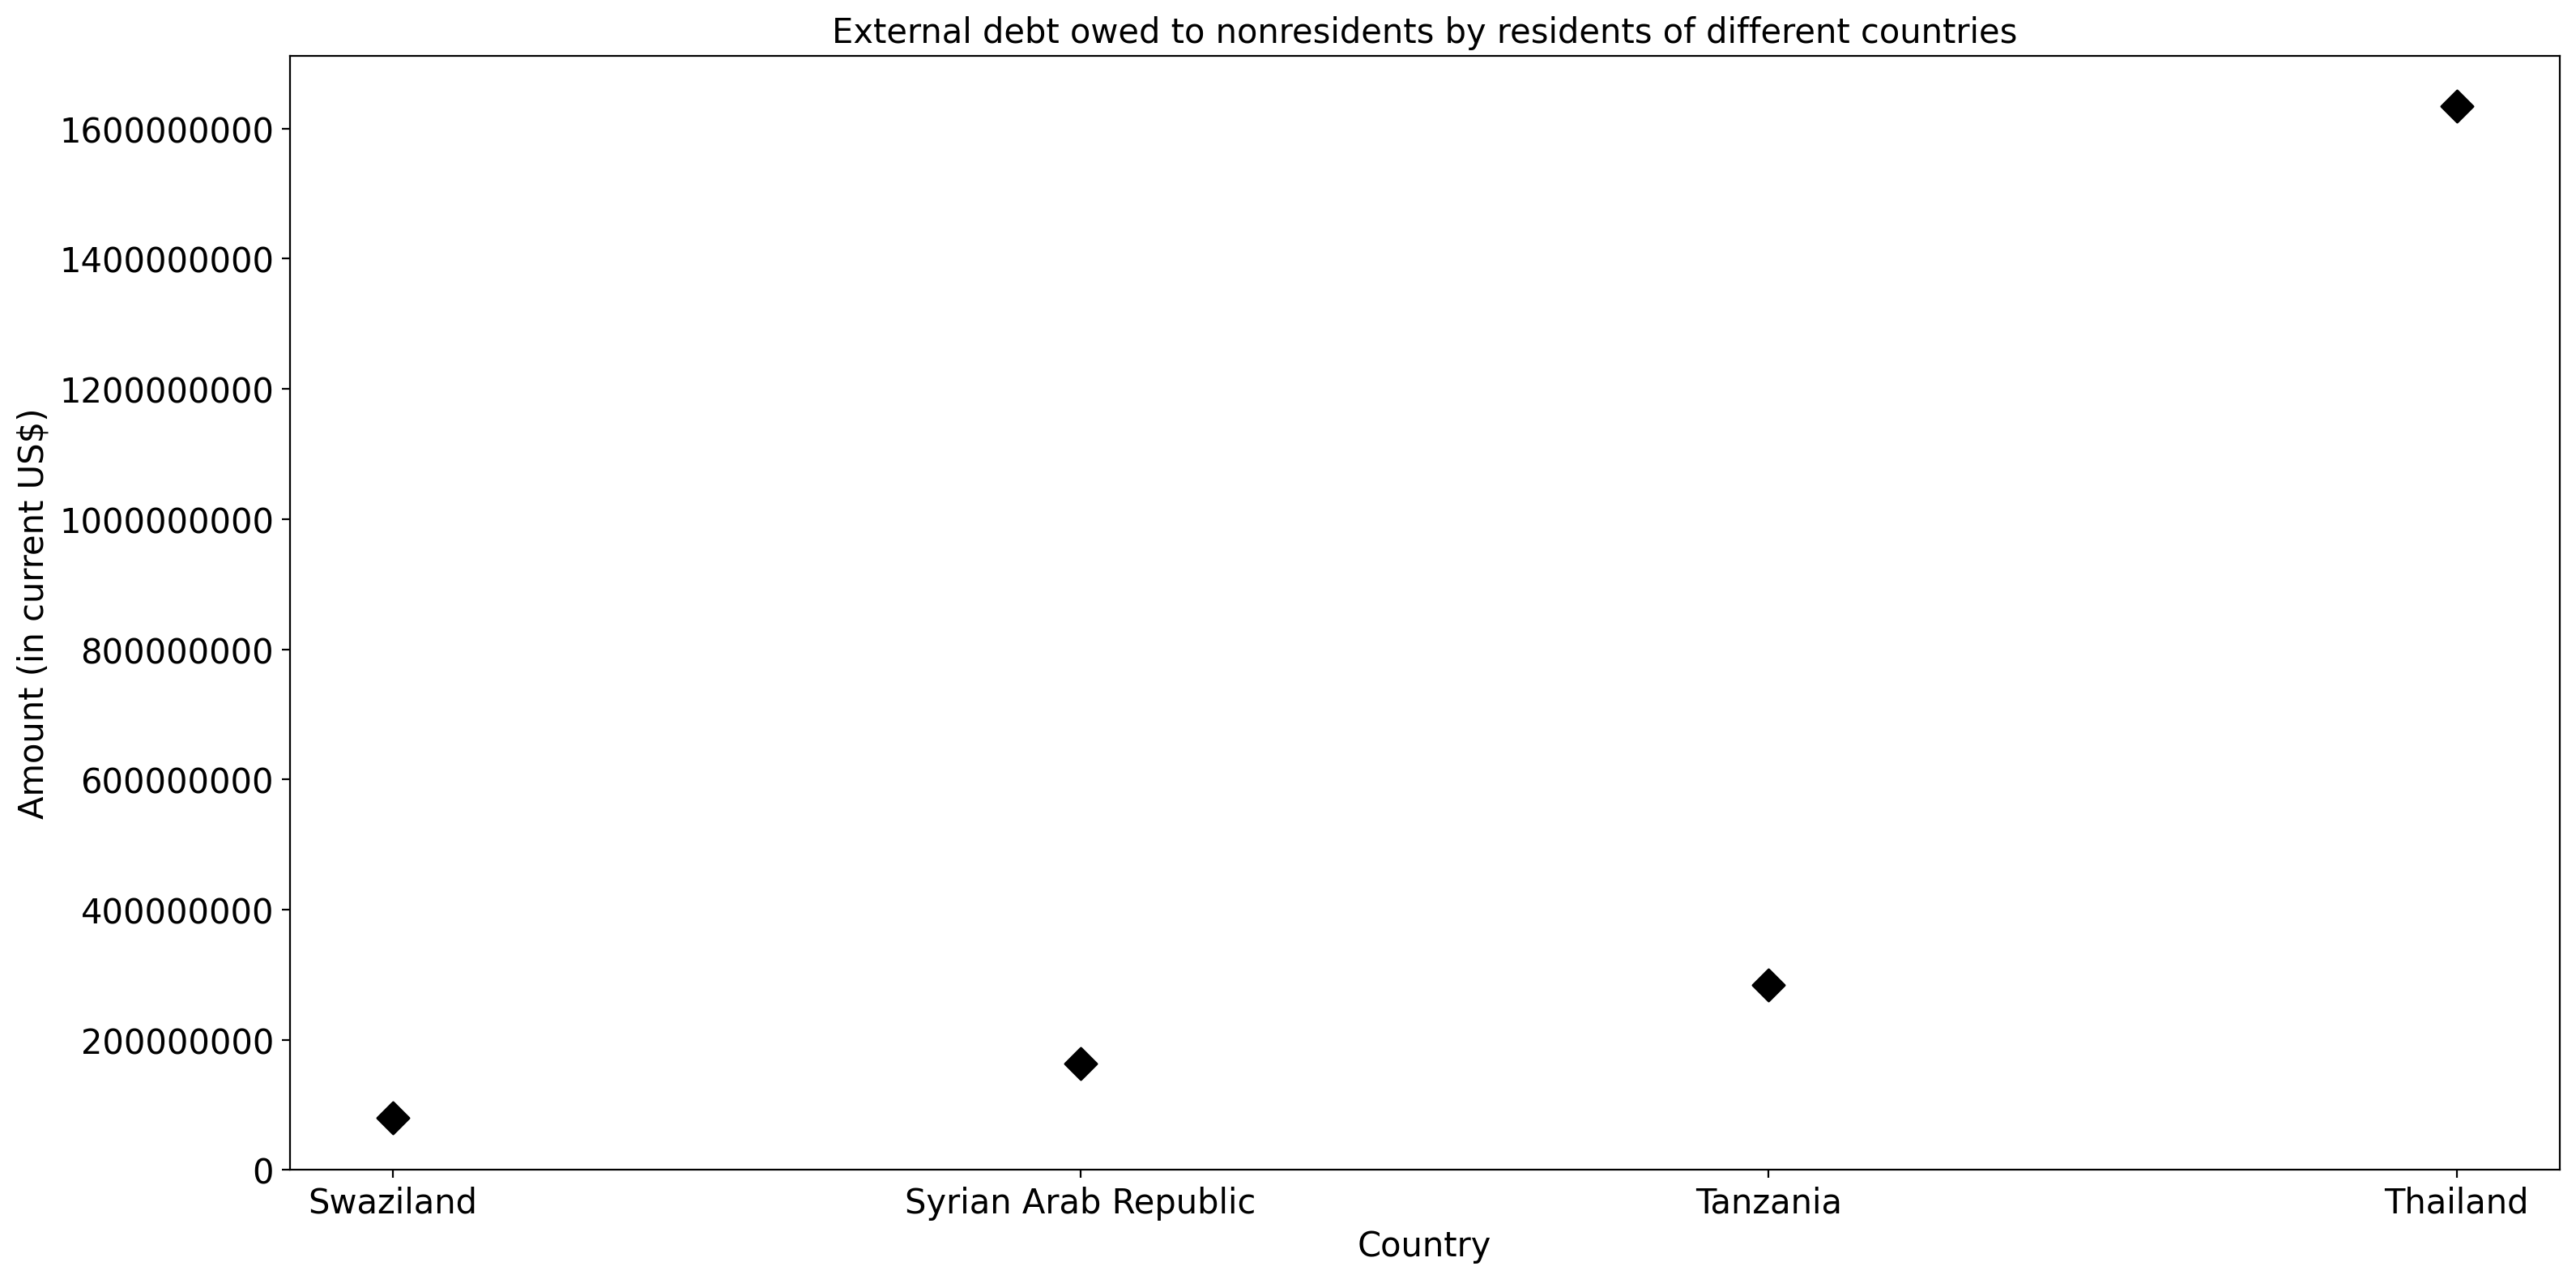 External debt owed to nonresidents by residents of different countries
Amount (in current US$)
1600000000
1400000000
1200000000
1000000000
800000000
600000000
400000000
200000000
0
Swaziland Syrian Arab Republic Tanzania Thailand
Country